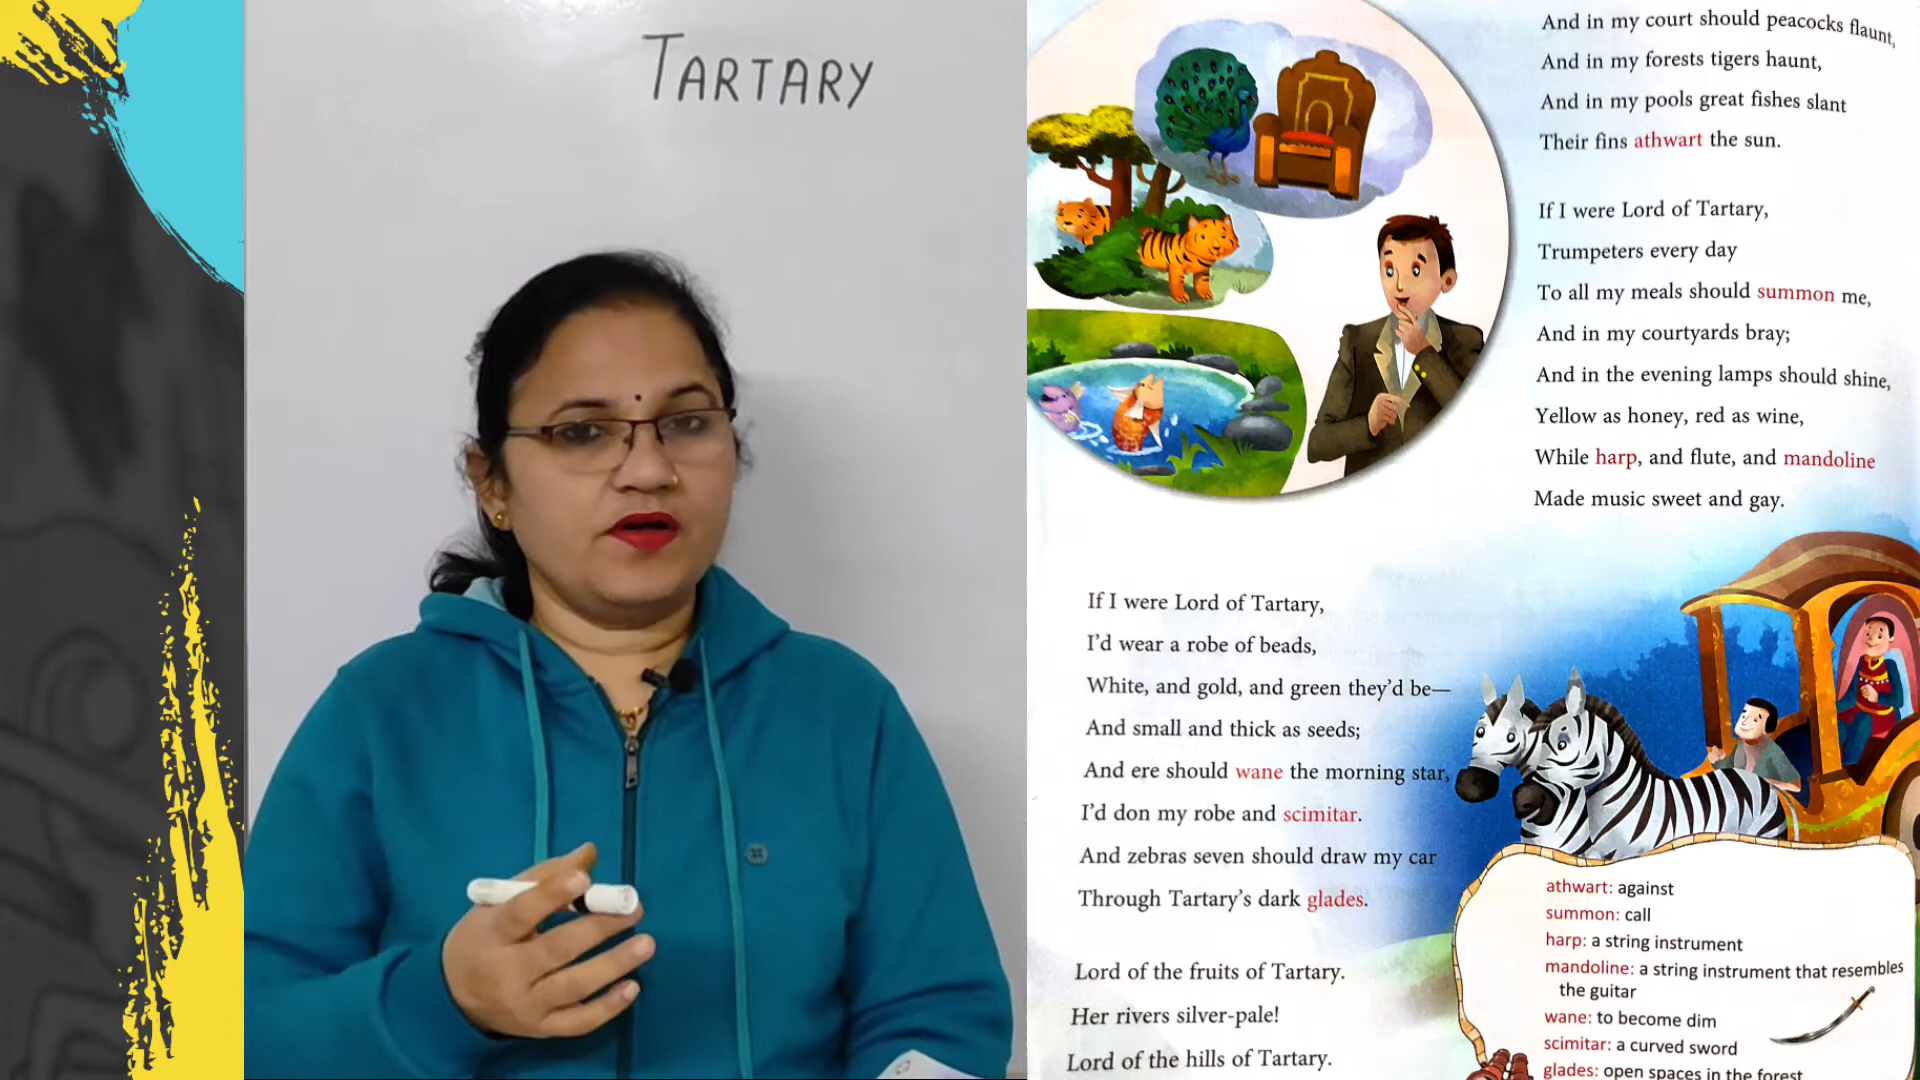 TARTARY
And in my court should peacocks flaunt,
And in my forests tigers haunt,
And in my pools great fishes slant
Their fins athwart the sun.
If I were Lord of Tartary,
Trumpeters every day
To all my meals should summon me,
And in my courtyards bray;
And in the evening lamps should shine,
Yellow as honey, red as wine,
While harp, and flute, and mandoline
Made music sweet and gay.
If I were Lord of Tartary,
I’d wear a robe of beads,
White, and gold, and green they’d be—
And small and thick as seeds;
And ere should wane the morning star,
I’d don my robe and scimitar.
And zebras seven should draw my car
Through Tartary’s dark glades.
Lord of the fruits of Tartary.
Her rivers silver-pale!
Lord of the hills of Tartary.
athwart: against
summon: call
harp: a string instrument
mandoline: a string instrument that resembles
the guitar
wane: to become dim
scimitar: a curved sword
glades: open spaces in the forest